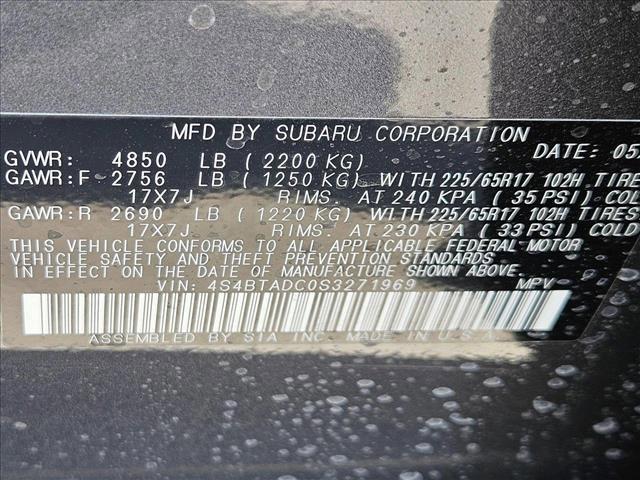 MFD BY SUBARU CORPORATION
GVWR: 4850 LB ( 2200 KG) DATE: 05
GAWR:F 2756 LB ( 1250 KG) WITH 225/65R17 102H TIRE
17X7J RIMS. AT 240 KPA ( 35 PSI) COLD
GAWR:R 2690 LB ( 1220 KG) WITH 225/65R17 102H TIRES
17X7J RIMS. AT 230 KPA ( 33 PSI) COLD
THIS VEHICLE CONFORMS TO ALL APPLICABLE FEDERAL MOTOR
VEHICLE SAFETY AND THEFT PREVENTION STANDARDS
IN EFFECT ON THE DATE OF MANUFACTURE SHOWN ABOVE.
VIN: 4S4BTADC0S3271969 MPV
ASSEMBLED BY SIA INC. MADE IN U.S.A.